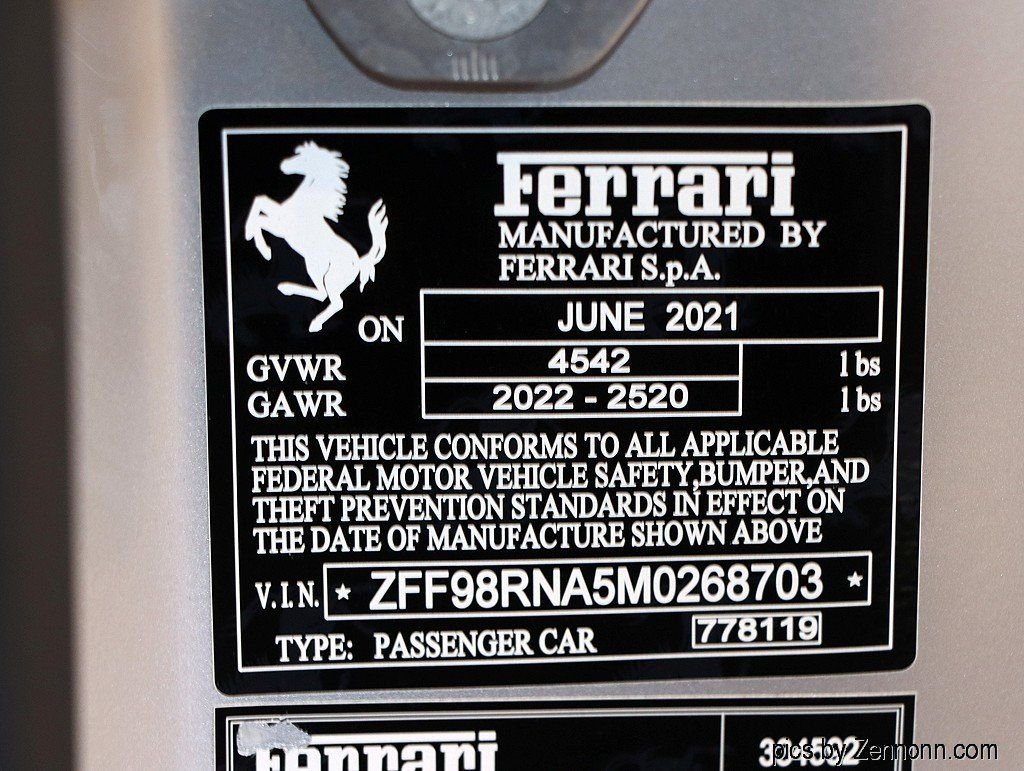 Ferrari
MANUFACTURED BY
FERRARI S.p.A.
ON JUNE 2021
GVWR 4542 lbs
GAWR 2022 - 2520 lbs
THIS VEHICLE CONFORMS TO ALL APPLICABLE
FEDERAL MOTOR VEHICLE SAFETY,BUMPER,AND
THEFT PREVENTION STANDARDS IN EFFECT ON
THE DATE OF MANUFACTURE SHOWN ABOVE
V.I.N. * ZFF98RNA5M0268703 *
TYPE: PASSENGER CAR 778119
Ferrari
pics by Zennonn.com